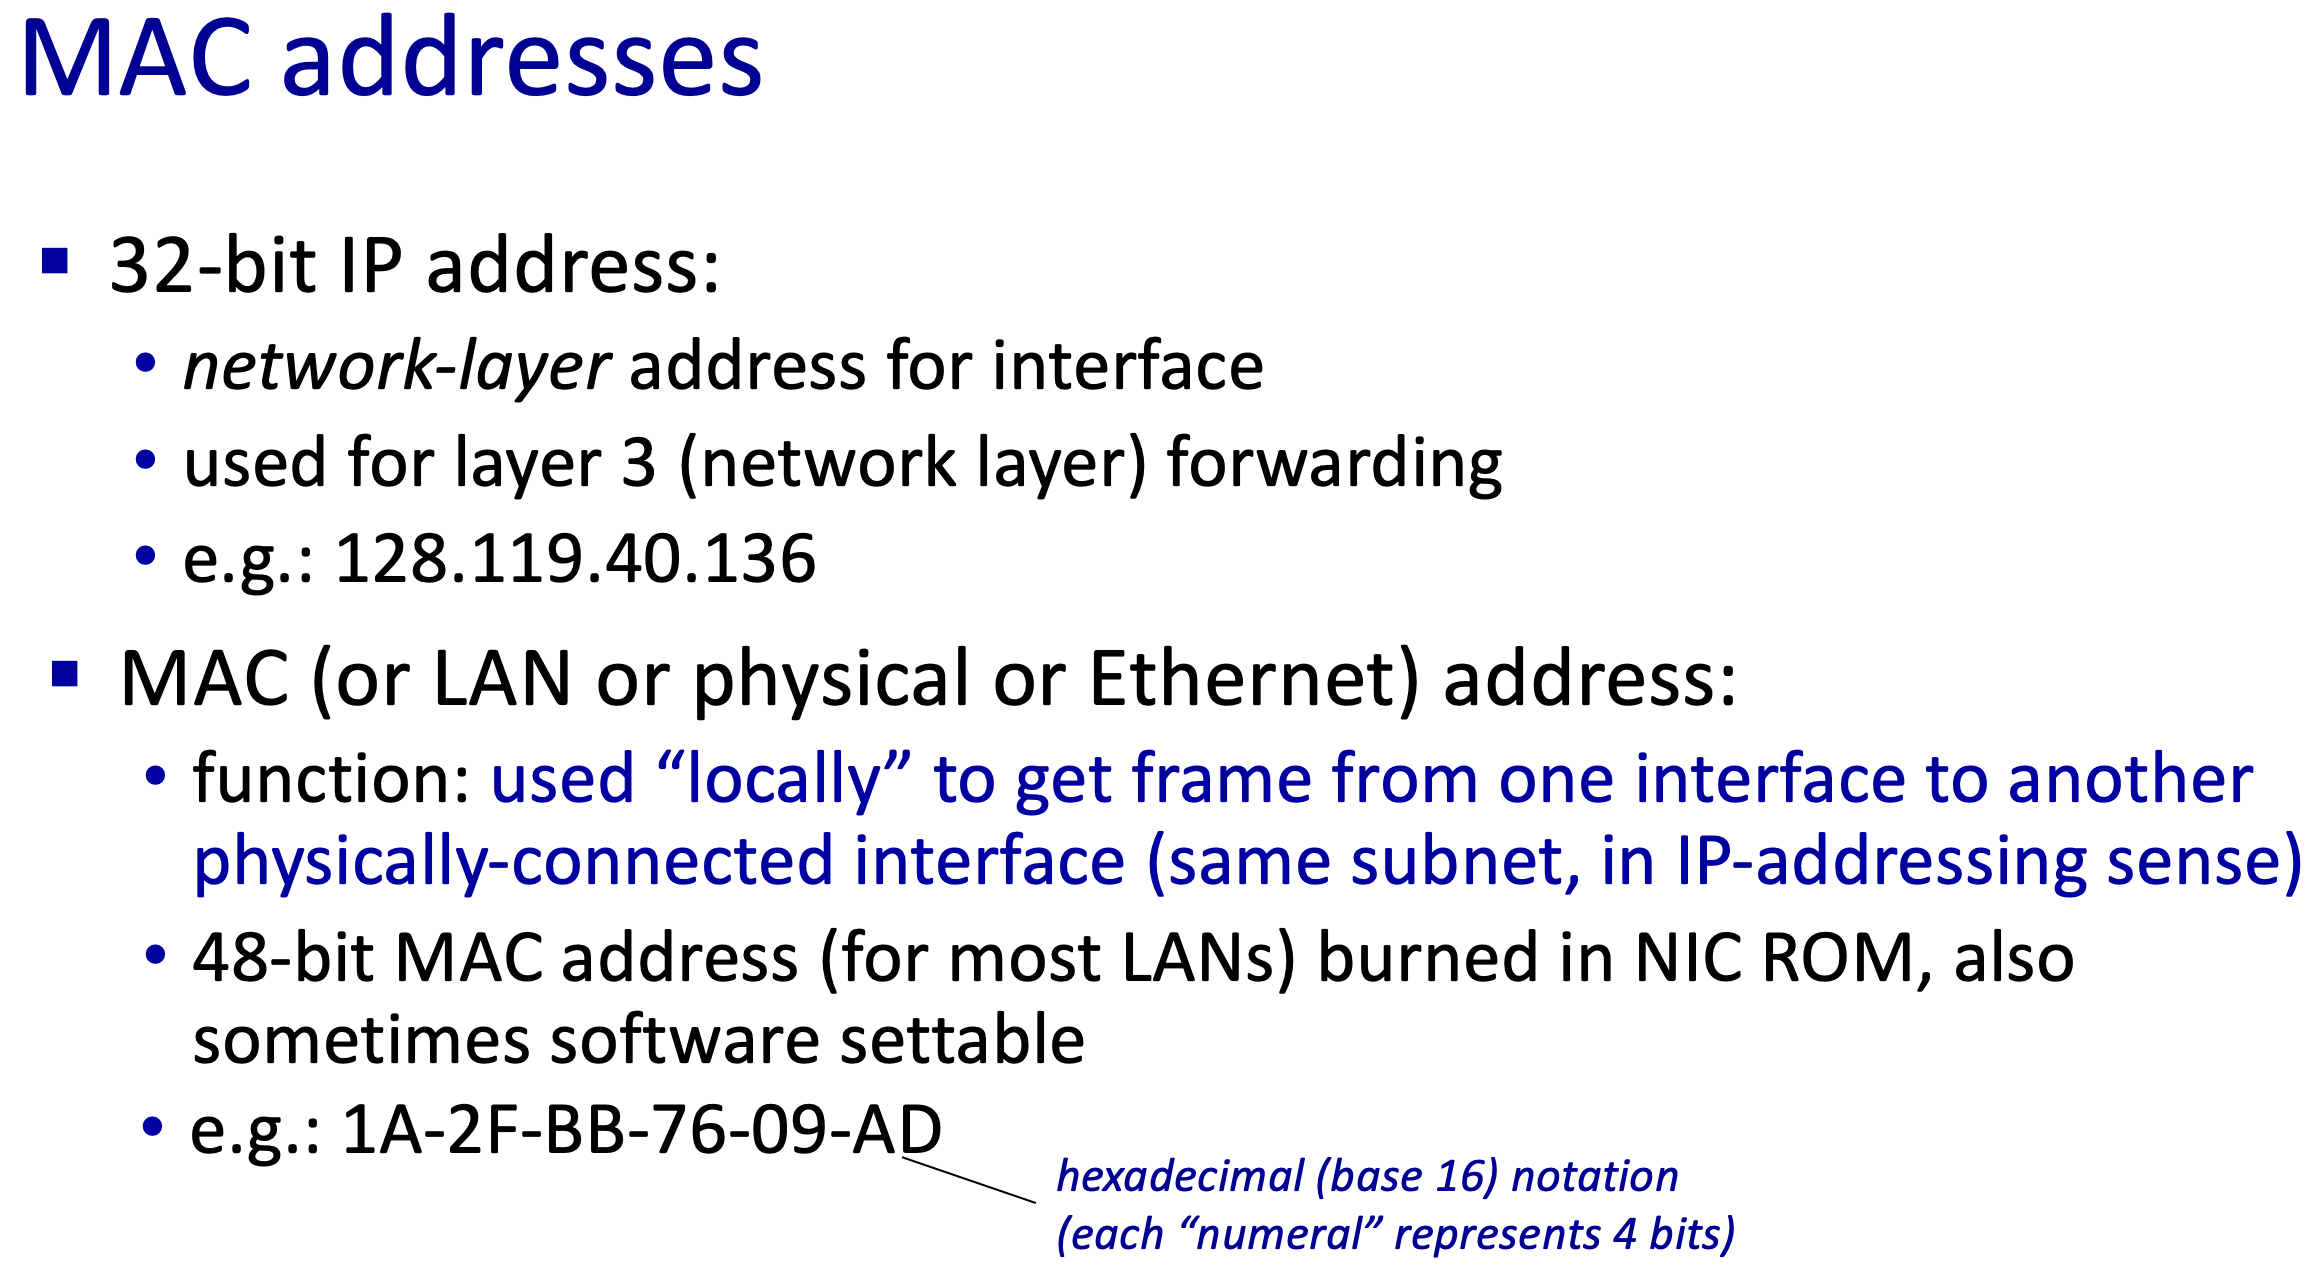 MAC addresses
▪ 32-bit IP address:
• network-layer address for interface
• used for layer 3 (network layer) forwarding
• e.g.: 128.119.40.136
▪ MAC (or LAN or physical or Ethernet) address:
• function: used “locally” to get frame from one interface to another
physically-connected interface (same subnet, in IP-addressing sense)
• 48-bit MAC address (for most LANs) burned in NIC ROM, also
sometimes software settable
• e.g.: 1A-2F-BB-76-09-AD
hexadecimal (base 16) notation
(each “numeral” represents 4 bits)